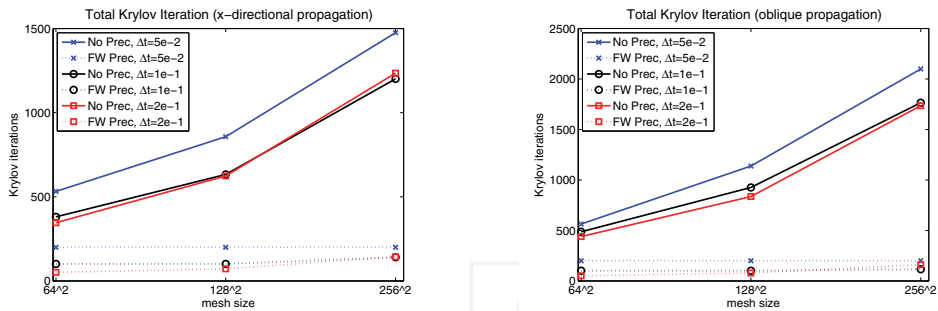 Total Krylov Iteration (x-directional propagation)
1500
1000
500
0
Krylov iterations
No Prec, Δt=5e-2
FW Prec, Δt=5e-2
No Prec, Δt=1e-1
FW Prec, Δt=1e-1
No Prec, Δt=2e-1
FW Prec, Δt=2e-1
64^2
128^2
256^2
mesh size
Total Krylov Iteration (oblique propagation)
2500
2000
1500
1000
500
0
Krylov iterations
No Prec, Δt=5e-2
FW Prec, Δt=5e-2
No Prec, Δt=1e-1
FW Prec, Δt=1e-1
No Prec, Δt=2e-1
FW Prec, Δt=2e-1
64^2
128^2
256^2
mesh size